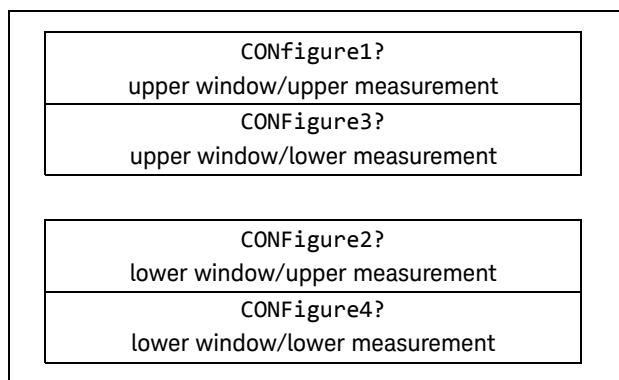 CONfigure1?
upper window/upper measurement
CONFigure3?
upper window/lower measurement
CONFigure2?
lower window/upper measurement
CONFigure4?
lower window/lower measurement